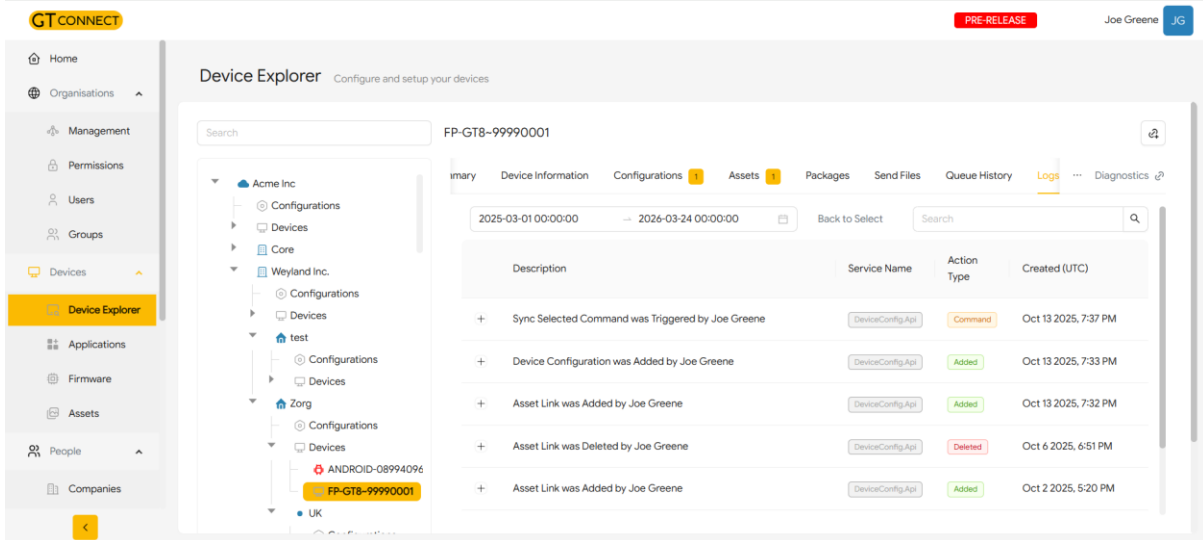 GT CONNECT
PRE-RELEASE
Joe Greene
JG
Home
Organisations
Management
Permissions
Users
Groups
Devices
Device Explorer
Applications
Firmware
Assets
People
Companies
Device Explorer Configure and setup your devices
Search
Acme Inc
Configurations
Devices
Core
Weyland Inc.
Configurations
Devices
test
Configurations
Devices
Zorg
Configurations
Devices
ANDROID-08994096
FP-GT8~99990001
UK
FP-GT8~99990001
mary Device Information Configurations 1 Assets 1 Packages Send Files Queue History Logs ··· Diagnostics
2025-03-01 00:00:00 → 2026-03-24 00:00:00 Back to Select Search
Description Service Name Action Type Created (UTC)
+ Sync Selected Command was Triggered by Joe Greene DeviceConfig.Api Command Oct 13 2025, 7:37 PM
+ Device Configuration was Added by Joe Greene DeviceConfig.Api Added Oct 13 2025, 7:33 PM
+ Asset Link was Added by Joe Greene DeviceConfig.Api Added Oct 13 2025, 7:32 PM
+ Asset Link was Deleted by Joe Greene DeviceConfig.Api Deleted Oct 6 2025, 6:51 PM
+ Asset Link was Added by Joe Greene DeviceConfig.Api Added Oct 2 2025, 5:20 PM